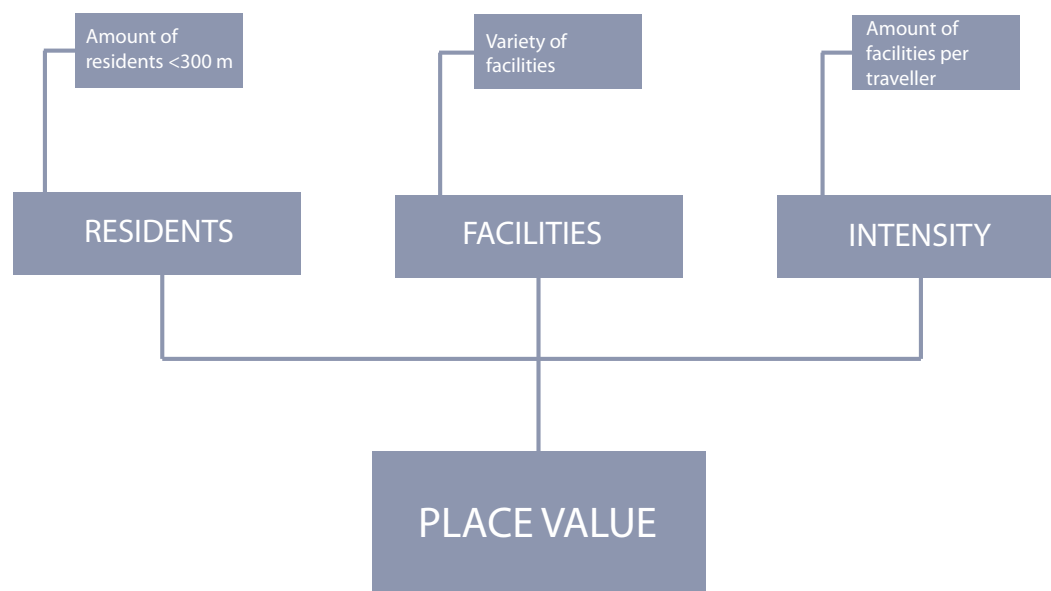 Amount of
residents <300 m
Variety of
facilities
Amount of
facilities per
traveller
RESIDENTS
FACILITIES
INTENSITY
PLACE VALUE